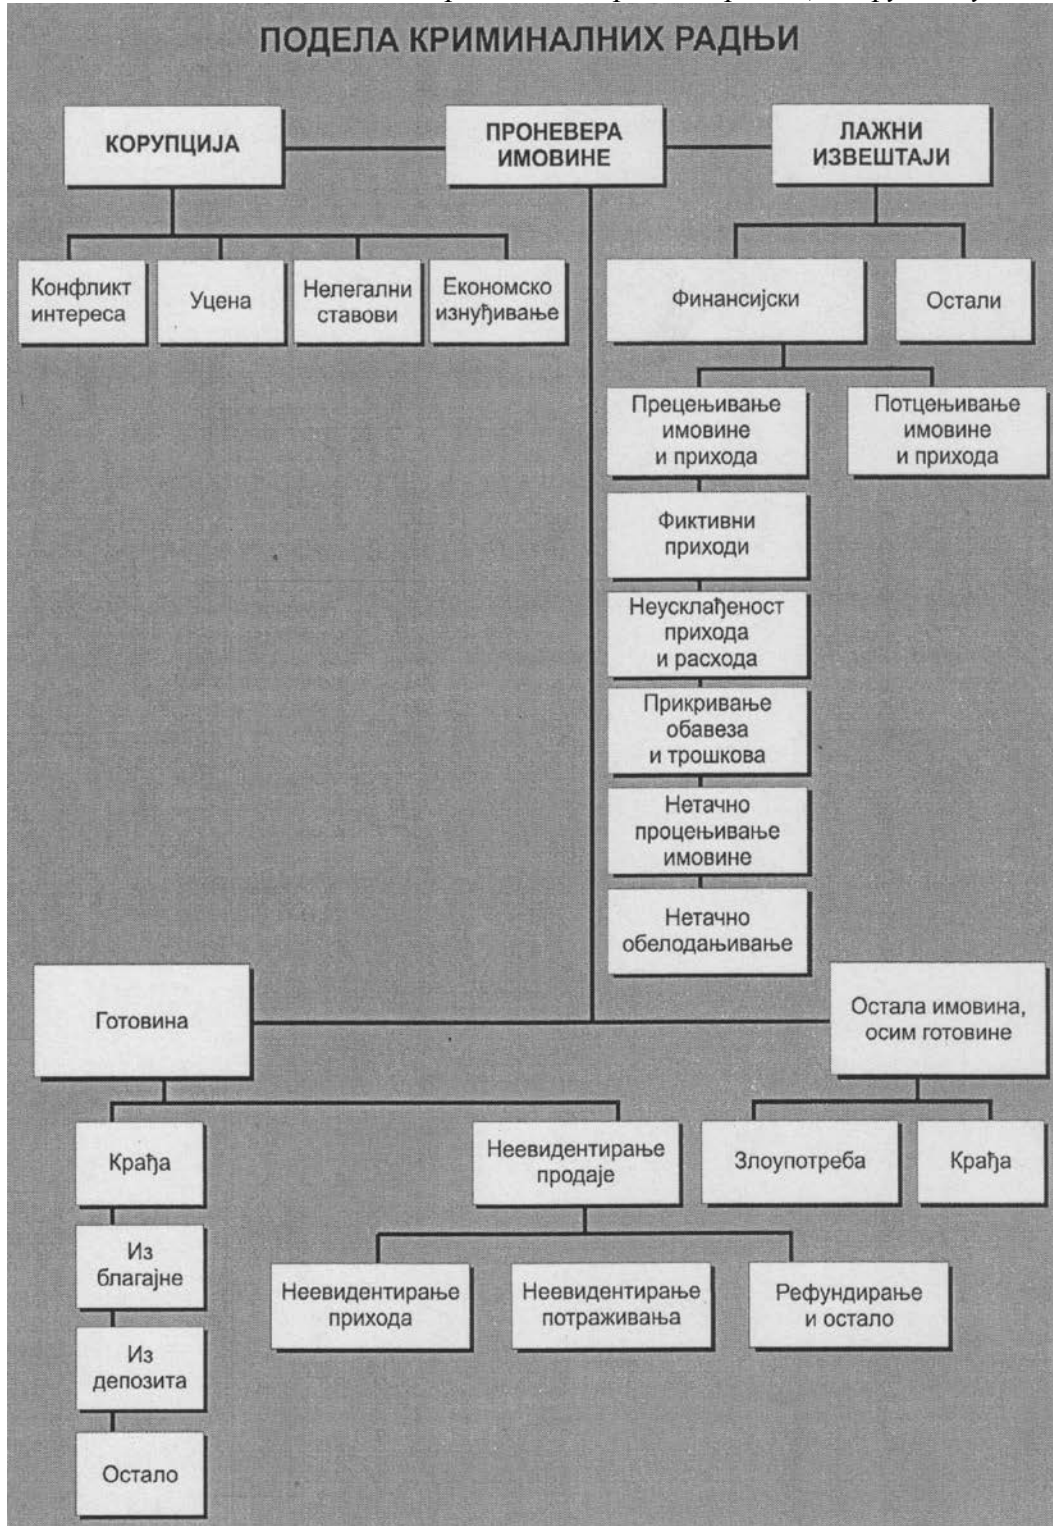 ПОДЕЛА КРИМИНАЛНИХ РАДЊИ
КОРУПЦИЈА
ПРОНЕВЕРА
ИМОВИНЕ
ЛАЖНИ
ИЗВЕШТАЈИ
Конфликт
интереса
Уцена
Нелегални
ставови
Економско
изнуђивање
Финансијски
Остали
Прецењивање
имовине
и прихода
Потцењивање
имовине
и прихода
Фиктивни
приходи
Неусклађеност
прихода
и расхода
Прикривање
обавеза
и трошкова
Нетачно
процењивање
имовине
Нетачно
обелодањивање
Готовина
Остала имовина,
осим готовине
Крађа
Неевидентирање
продаје
Злоупотреба
Крађа
Из
благајне
Неевидентирање
прихода
Неевидентирање
потраживања
Рефундирање
и остало
Из
депозита
Остало